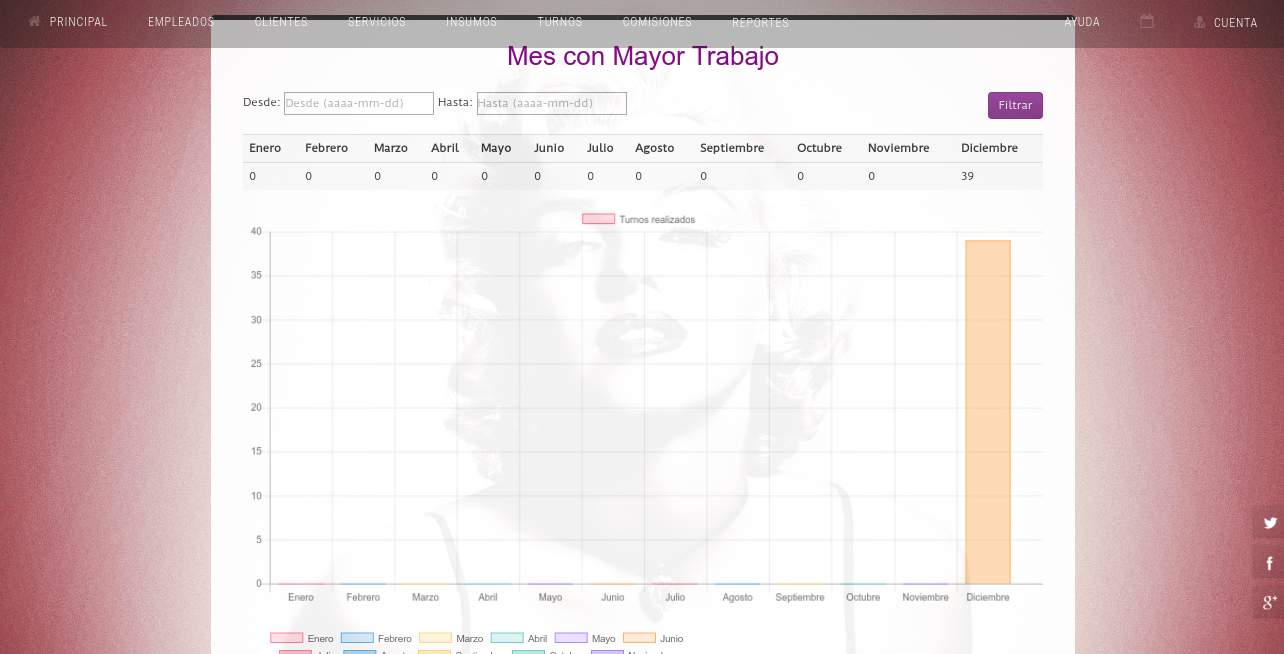 PRINCIPAL EMPLEADOS CLIENTES SERVICIOS INSUMOS TURNOS COMISIONES REPORTES AYUDA CUENTA
Mes con Mayor Trabajo
Desde: Desde (aaaa-mm-dd) Hasta: Hasta (aaaa-mm-dd) Filtrar
Enero Febrero Marzo Abril Mayo Junio Julio Agosto Septiembre Octubre Noviembre Diciembre
0 0 0 0 0 0 0 0 0 0 0 39
Turnos realizados
40
35
30
25
20
15
10
5
0
Enero Febrero Marzo Abril Mayo Junio Julio Agosto Septiembre Octubre Noviembre Diciembre
Enero Febrero Marzo Abril Mayo Junio